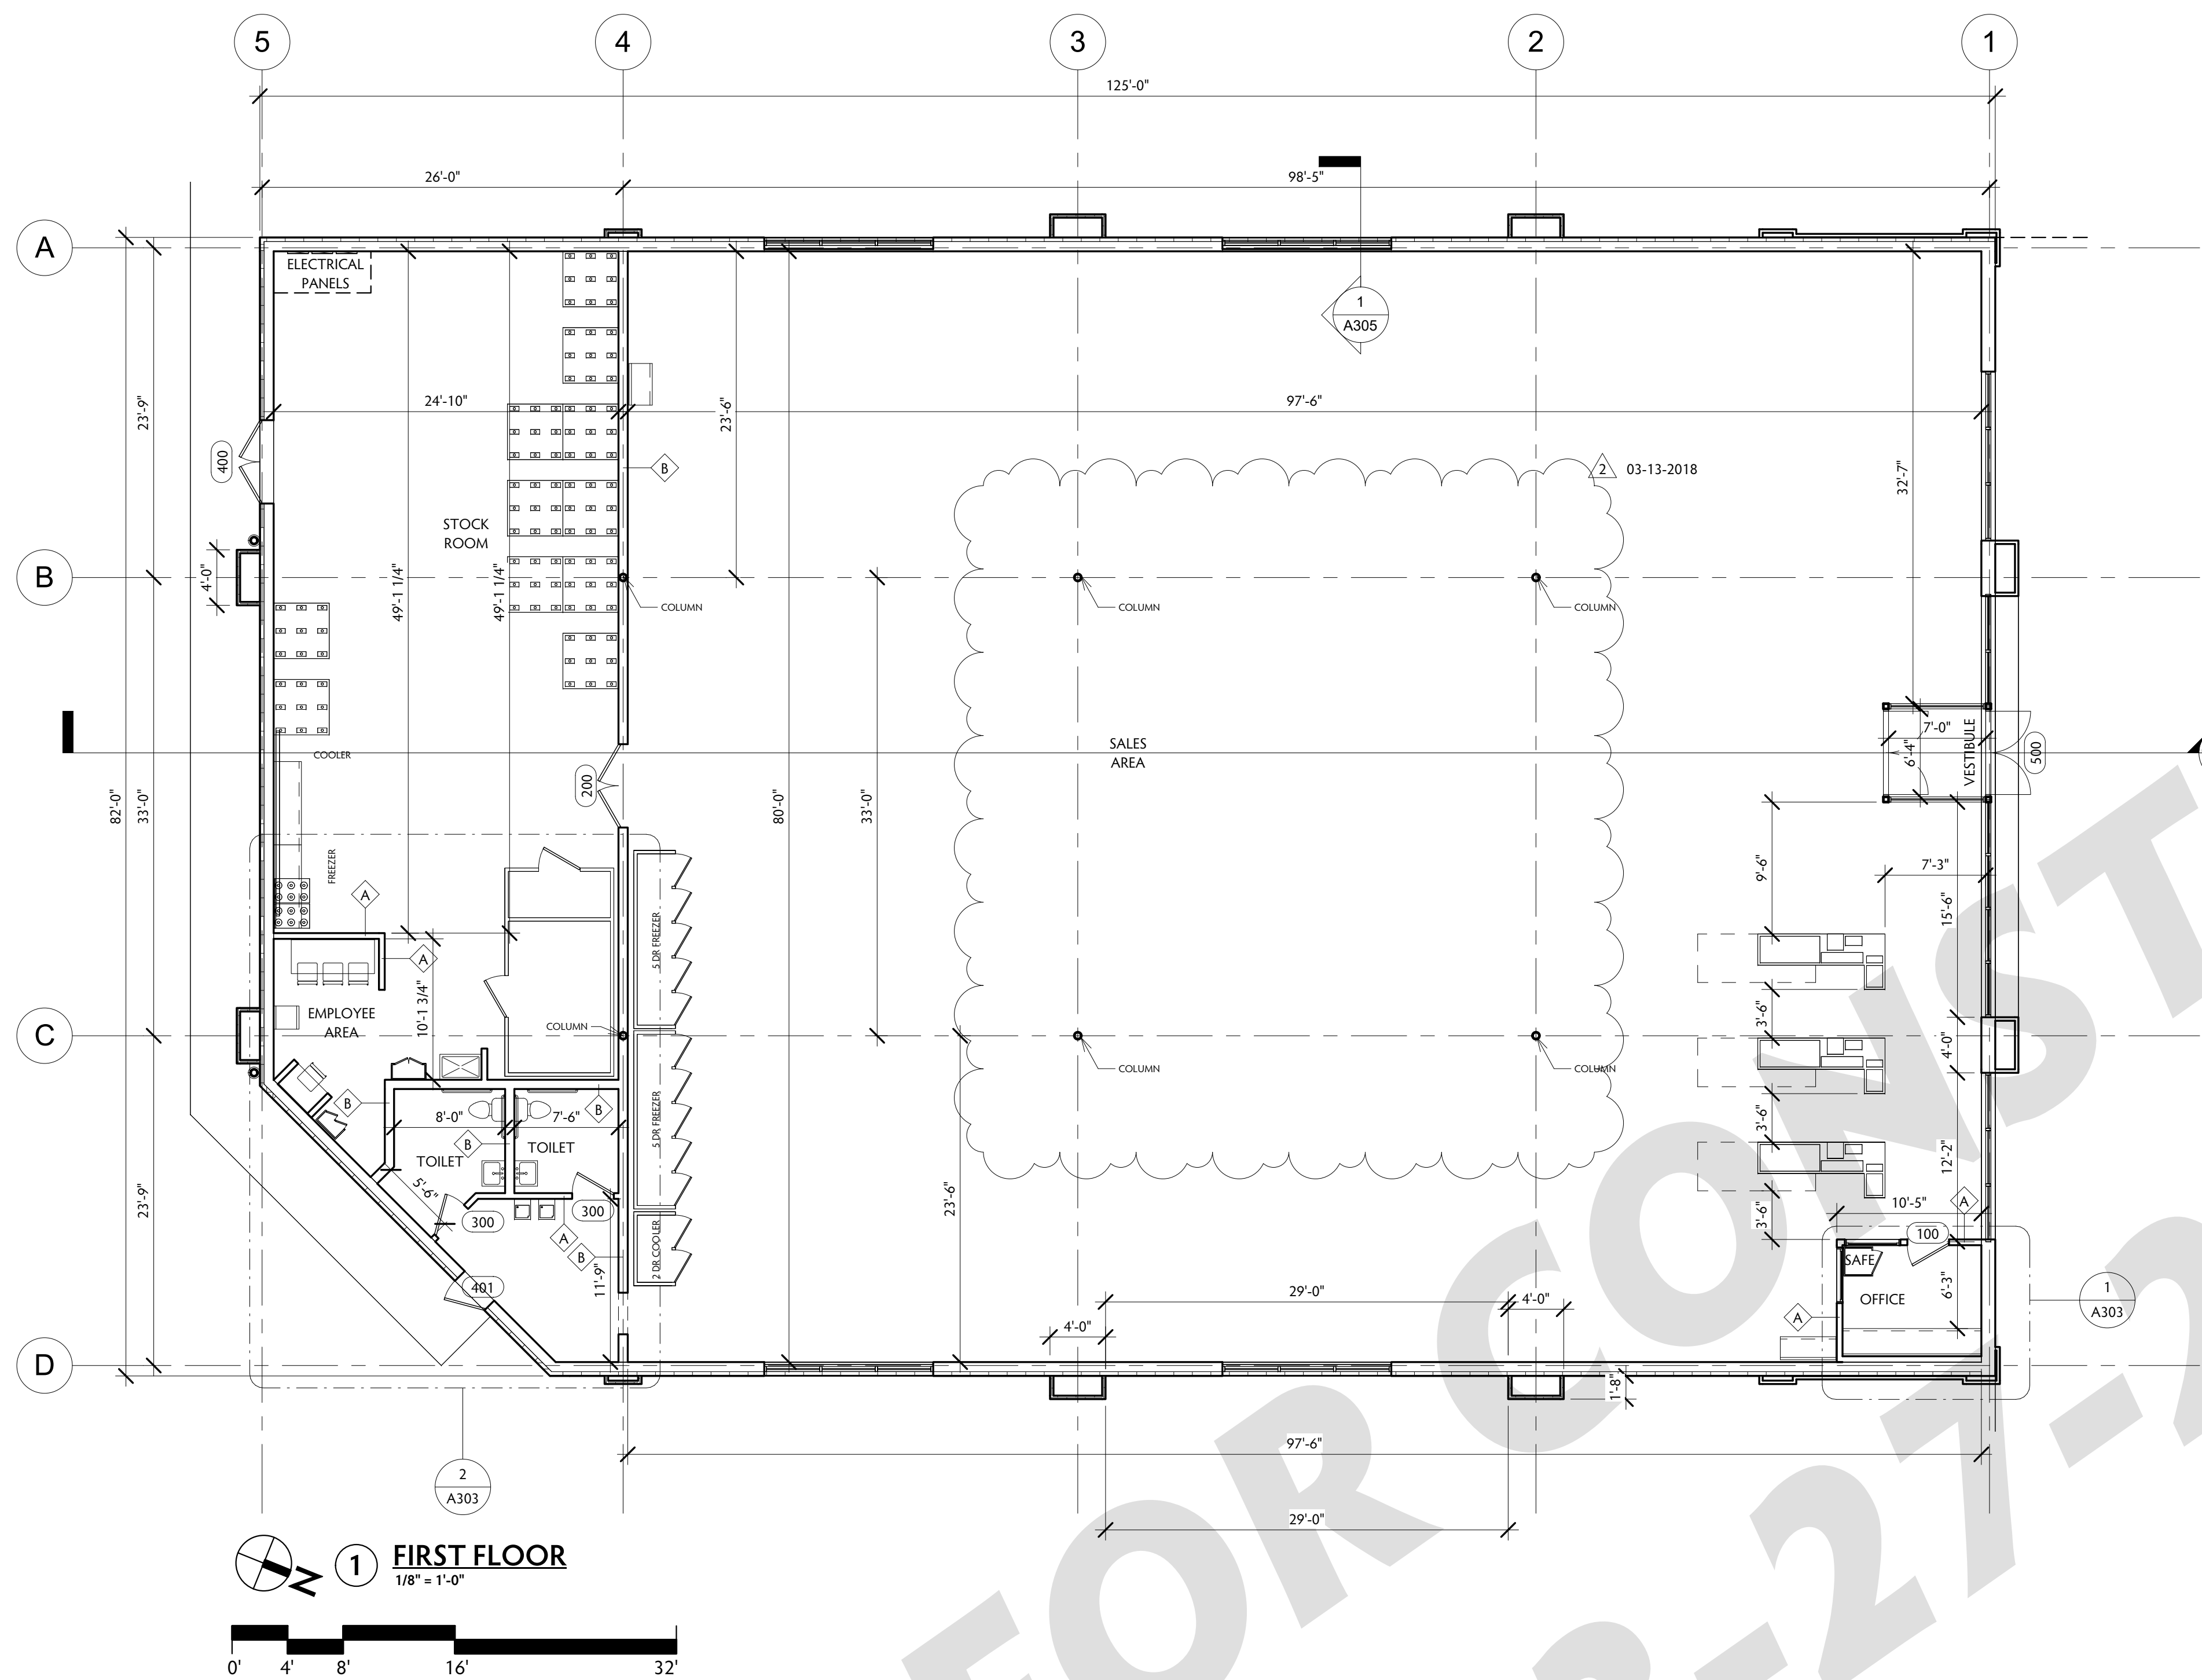 5
4
3
2
1
125'-0"
26'-0"
98'-5"
A
ELECTRICAL
PANELS
1
A305
24'-10"
97'-6"
23'-9"
23'-6"
400
B
2 03-13-2018
32'-7"
STOCK
ROOM
B
4'-0"
49'-1 1/4"
49'-1 1/4"
COLUMN
COLUMN
COLUMN
COOLER
SALES
AREA
7'-0"
6'-4"
VESTIBULE
500
200
82'-0"
33'-0"
80'-0"
33'-0"
FREEZER
A
9'-6"
7'-3"
15'-6"
5 DR FREEZER
A
EMPLOYEE
AREA
10'-1 3/4"
COLUMN
C
3'-6"
4'-0"
COLUMN
COLUMN
B
8'-0"
7'-6"
B
B
TOILET
TOILET
5 DR FREEZER
3'-6"
12'-2"
5'-6"
23'-9"
23'-6"
300
300
A
B
3'-6"
10'-5"
A
100
2 DR COOLER
11'-9"
401
SAFE
OFFICE
6'-3"
29'-0"
4'-0"
4'-0"
A
1
A303
D
1'-8"
97'-6"
2
A303
29'-0"
N
1
FIRST FLOOR
1/8" = 1'-0"
0' 4' 8' 16' 32'
FOR CONST
3-27-2